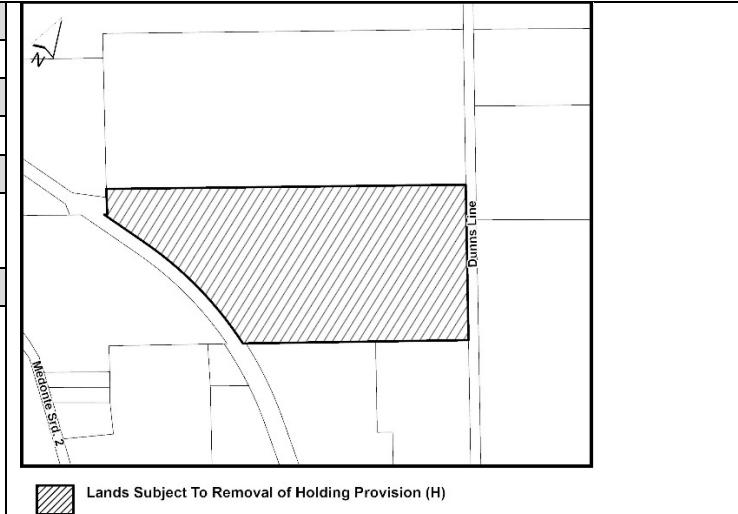 N
Dunns Line
Medonte Srd. 2
Lands Subject To Removal of Holding Provision (H)